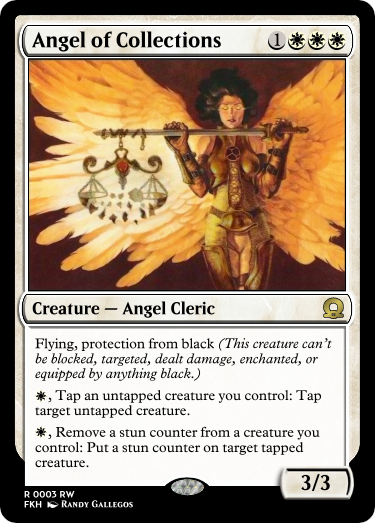 Angel of Collections 1
Creature — Angel Cleric
Flying, protection from black (This creature can't
be blocked, targeted, dealt damage, enchanted, or
equipped by anything black.)
, Tap an untapped creature you control: Tap
target untapped creature.
, Remove a stun counter from a creature you
control: Put a stun counter on target tapped
creature.
3/3
R 0003 RW
FKH Randy Gallegos